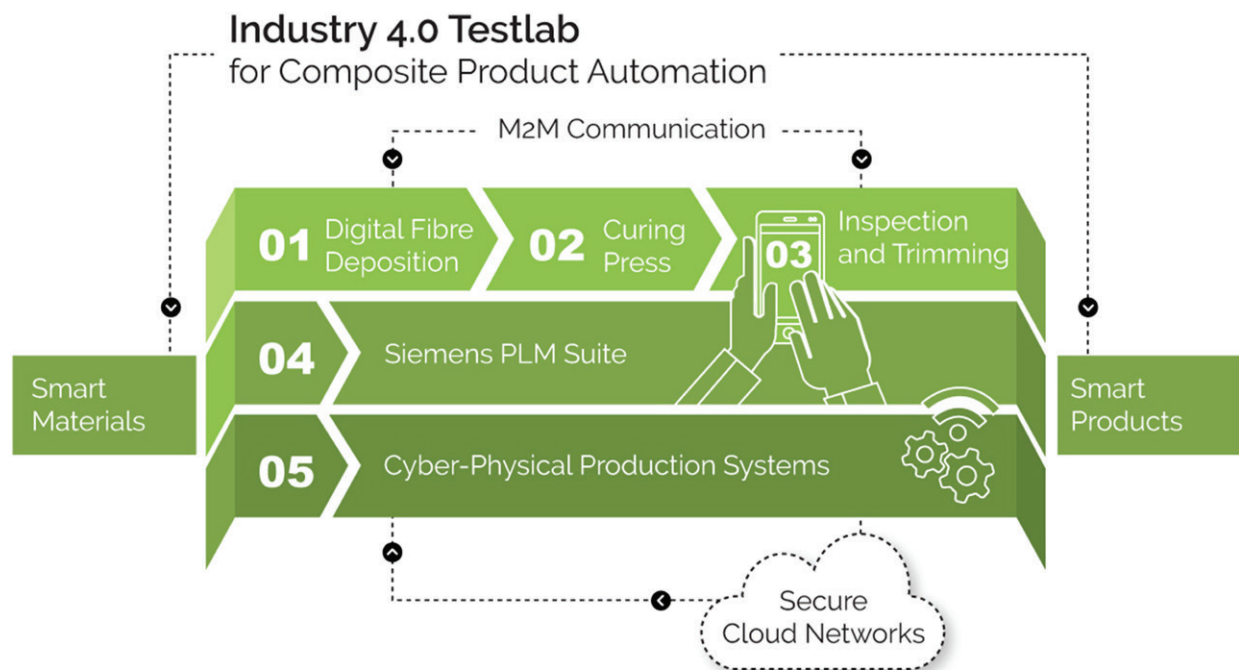 Industry 4.0 Testlab
for Composite Product Automation
M2M Communication
01
Digital Fibre
Deposition
02
Curing
Press
03
Inspection
and Trimming
04
Siemens PLM Suite
05
Cyber-Physical Production Systems
Smart
Materials
Smart
Products
Secure
Cloud Networks